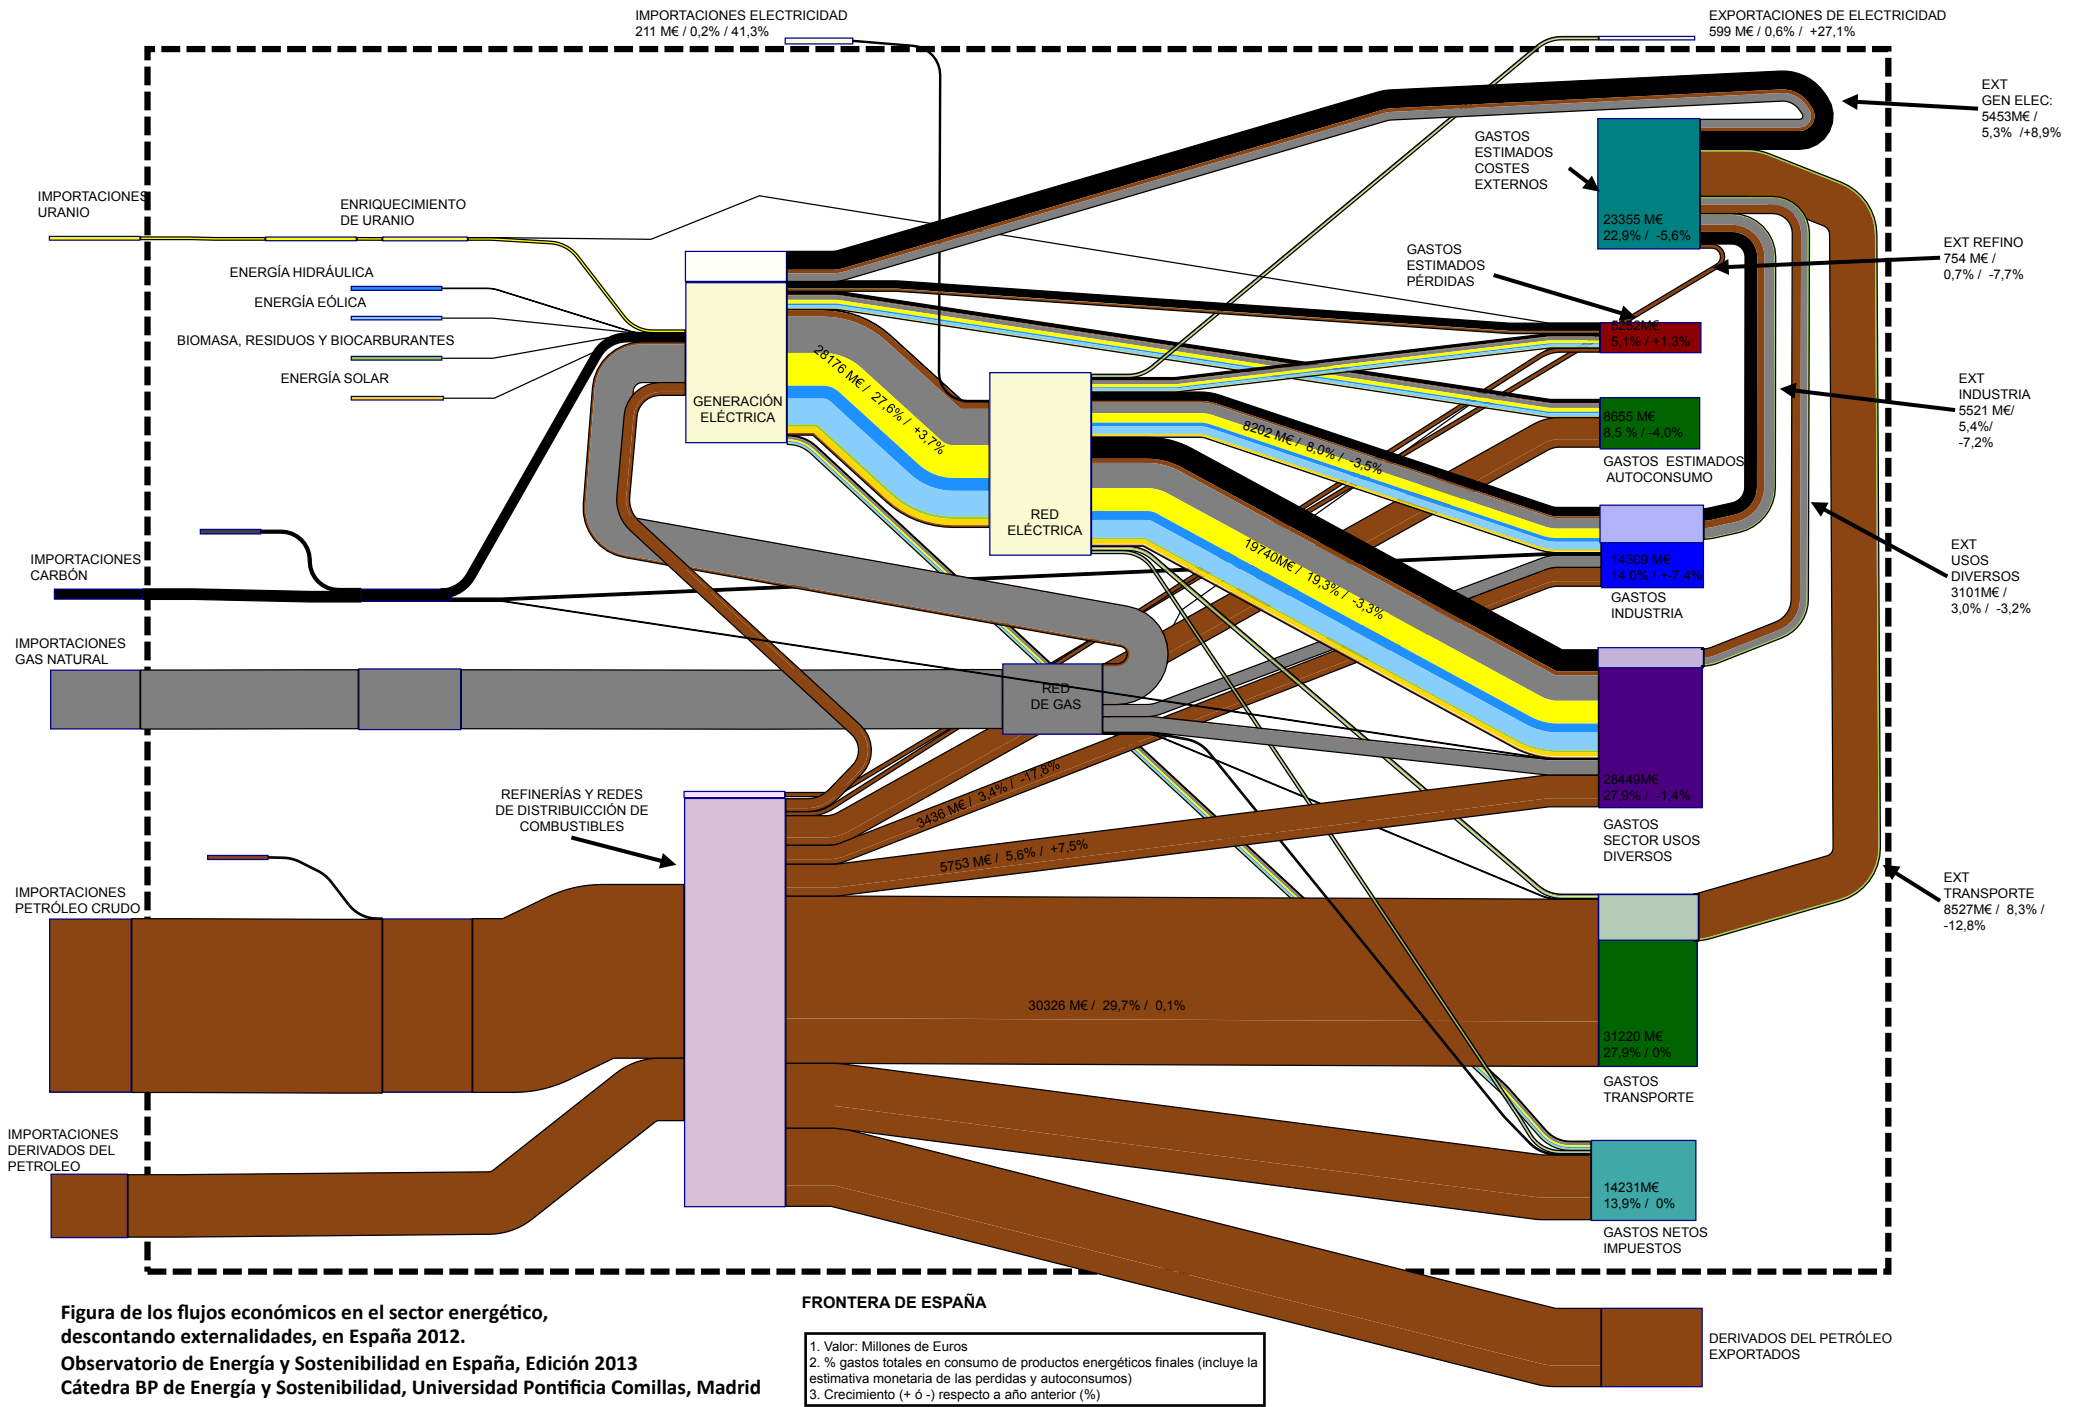 IMPORTACIONES ELECTRICIDAD
211 M€ / 0,2% / 41,3%
EXPORTACIONES DE ELECTRICIDAD
599 M€ / 0,6% /  +27,1%
EXT
GEN ELEC:
5453M€ /
5,3%  /+8,9%
GASTOS
ESTIMADOS
COSTES
EXTERNOS
23355 M€
22,9% /  -5,6%
IMPORTACIONES
URANIO
ENRIQUECIMIENTO
DE URANIO
ENERGÍA HIDRÁULICA
ENERGÍA EÓLICA
BIOMASA, RESIDUOS Y BIOCARBURANTES
ENERGÍA SOLAR
GASTOS
ESTIMADOS
PÉRDIDAS
EXT REFINO
754 M€ /
0,7% /  -7,7%
5252M€
5,1% / +1,3%
28176 M€ /  27,6% /  +3,7%
GENERACIÓN
ELÉCTRICA
8655 M€
8,5 % / -4,0%
GASTOS  ESTIMADOS
AUTOCONSUMO
EXT
INDUSTRIA
5521 M€/
5,4%/
-7,2%
8202 M€ /  8,0% /  -3,5%
RED
ELÉCTRICA
19740M€ /  19,3% /  -3,3%
14309 M€
14,0% / +-7,4%
GASTOS
INDUSTRIA
EXT
USOS
DIVERSOS
3101M€ /
3,0% /  -3,2%
IMPORTACIONES
CARBÓN
IMPORTACIONES
GAS NATURAL
RED
DE GAS
REFINERÍAS Y REDES
DE DISTRIBUICCIÓN DE
COMBUSTIBLES
3436 M€ /  3,4% /  -17,8%
5753 M€ /  5,6% /  +7,5%
28449M€
27,9% /  -1,4%
GASTOS
SECTOR USOS
DIVERSOS
EXT
TRANSPORTE
8527M€ /  8,3% /
-12,8%
IMPORTACIONES
PETRÓLEO CRUDO
30326 M€ /  29,7% /  0,1%
31220 M€
27,9% / 0%
GASTOS
TRANSPORTE
IMPORTACIONES
DERIVADOS DEL
PETROLEO
14231M€
13,9% /  0%
GASTOS NETOS
IMPUESTOS
DERIVADOS DEL PETRÓLEO
EXPORTADOS
FRONTERA DE ESPAÑA
Figura de los flujos económicos en el sector energético,
descontando externalidades, en España 2012.
Observatorio de Energía y Sostenibilidad en España, Edición 2013
Cátedra BP de Energía y Sostenibilidad, Universidad Pontificia Comillas, Madrid
1. Valor: Millones de Euros
2. % gastos totales en consumo de productos energéticos finales (incluye la
estimativa monetaria de las perdidas y autoconsumos)
3. Crecimiento (+ ó -) respecto a año anterior (%)